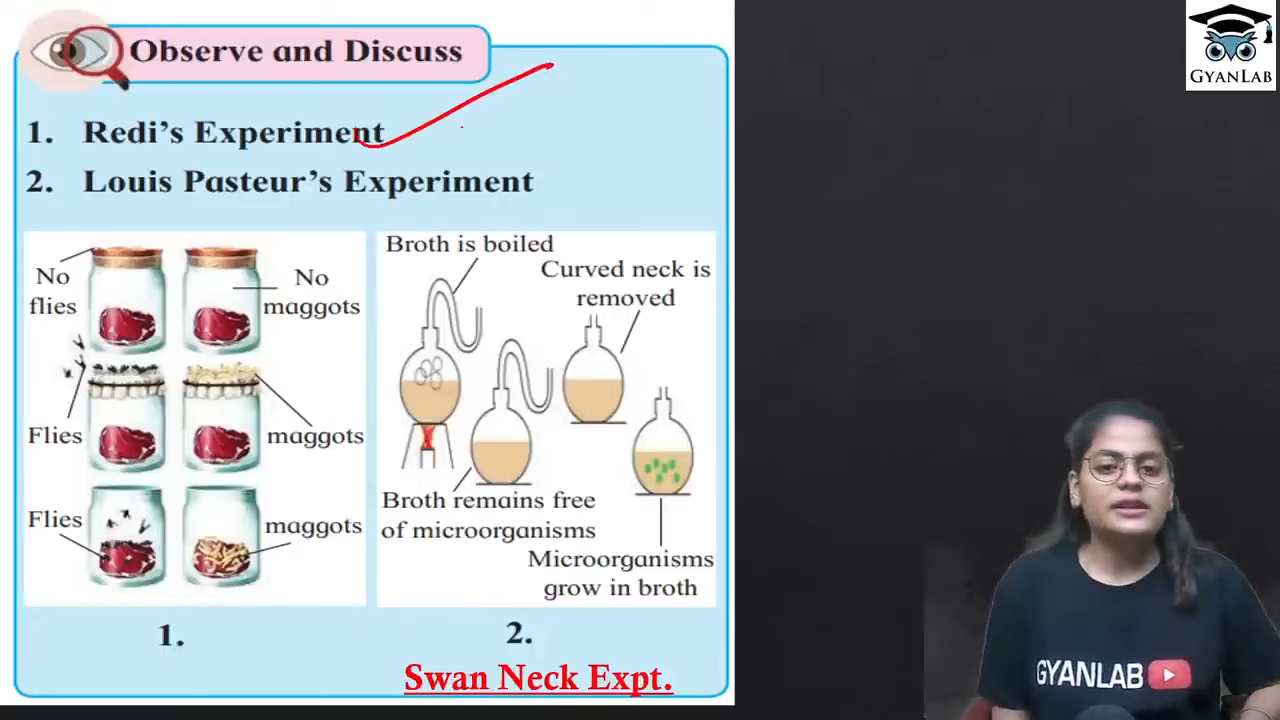 Observe and Discuss
1. Redi's Experiment
2. Louis Pasteur's Experiment
No flies
No maggots
Flies
maggots
Flies
maggots
1.
Broth is boiled
Curved neck is
removed
Broth remains free
of microorganisms
Microorganisms
grow in broth
2.
Swan Neck Expt.
GYANLAB
GYANLAB